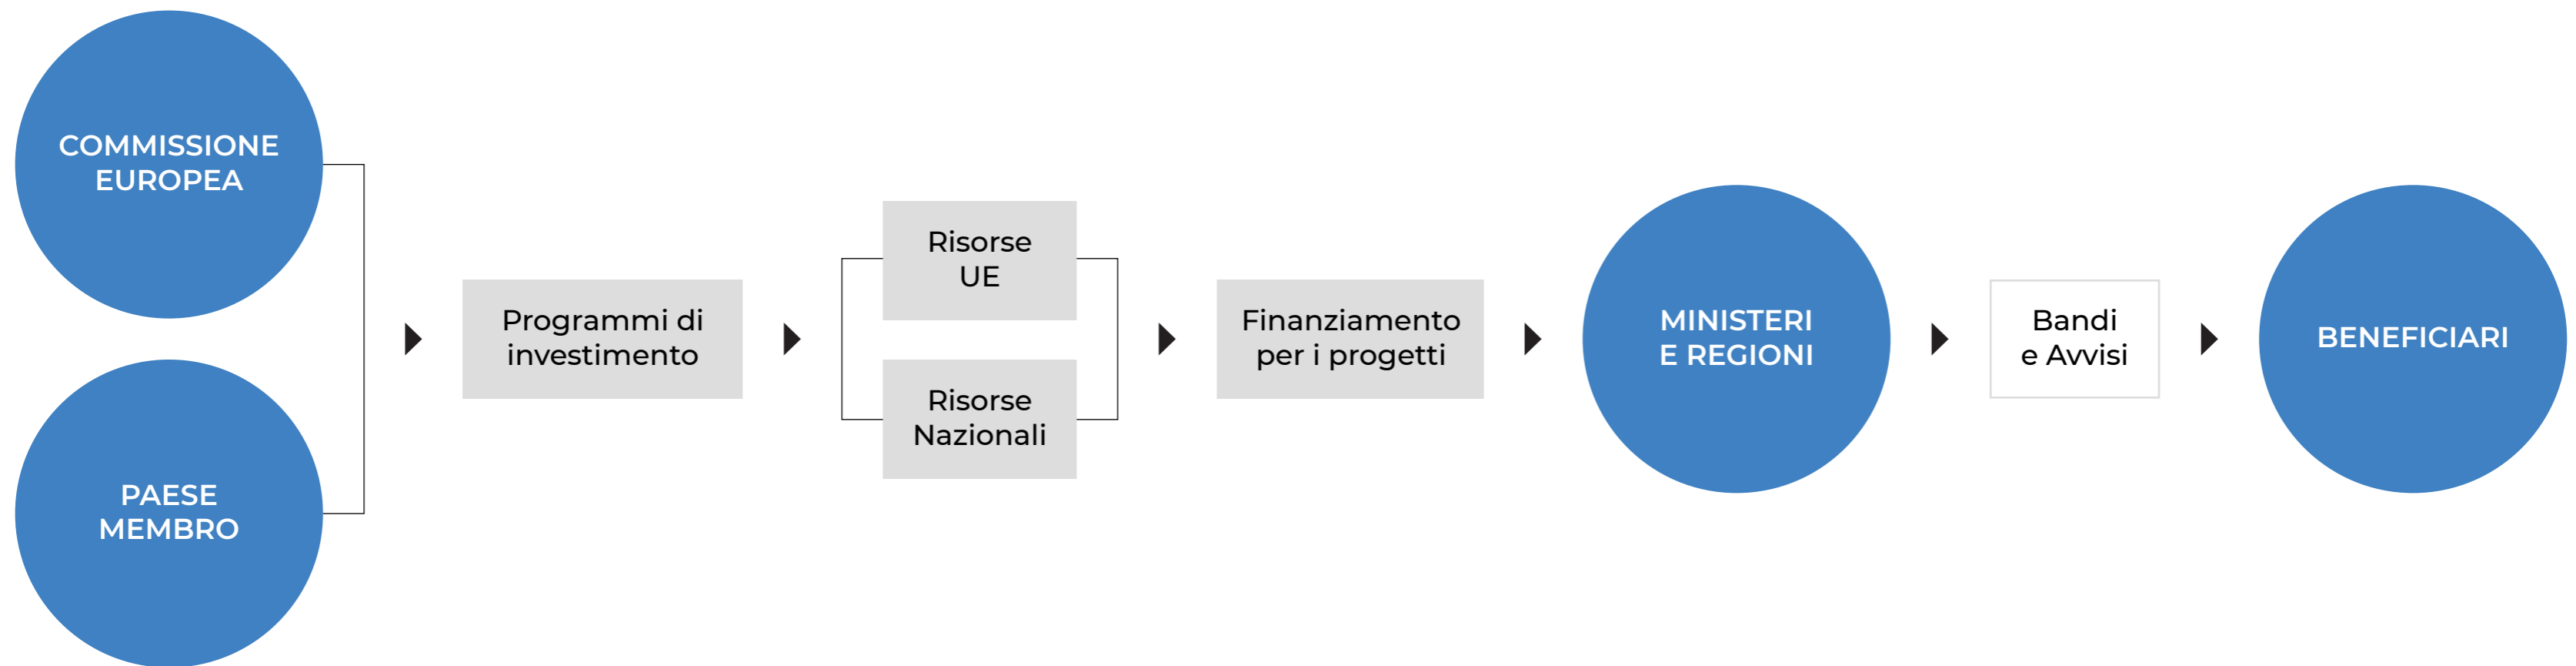 COMMISSIONE
EUROPEA
PAESE
MEMBRO
Programmi di
investimento
Risorse
UE
Risorse
Nazionali
Finanziamento
per i progetti
MINISTERI
E REGIONI
Bandi
e Avvisi
BENEFICIARI